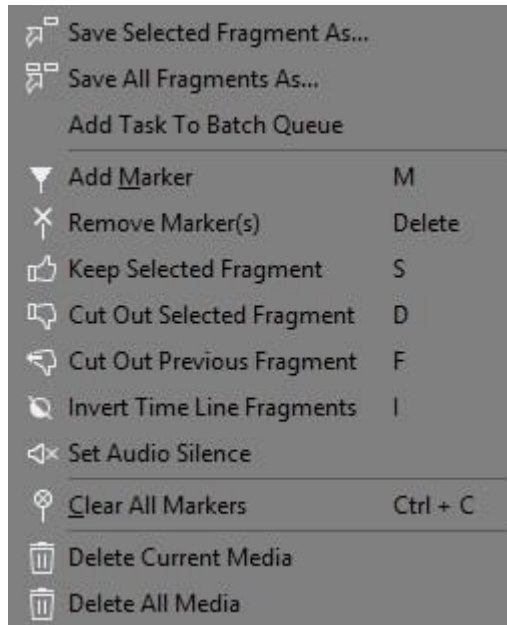 Save Selected Fragment As...
Save All Fragments As...
Add Task To Batch Queue
Add Marker M
Remove Marker(s) Delete
Keep Selected Fragment S
Cut Out Selected Fragment D
Cut Out Previous Fragment F
Invert Time Line Fragments I
Set Audio Silence
Clear All Markers Ctrl + C
Delete Current Media
Delete All Media